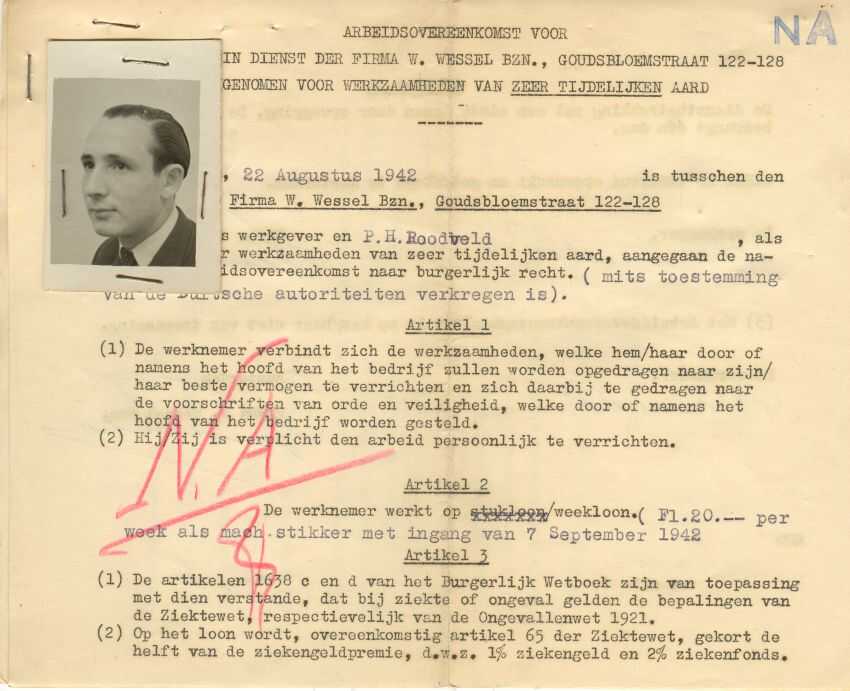 ARBEIDSOVEREENKOMST VOOR
NA
IN DIENST DER FIRMA W. WESSEL BZN., GOUDSBLOEMSTRAAT 122-128
GENOMEN VOOR WERKZAAMHEDEN VAN ZEER TIJDELIJKEN AARD
, 22 Augustus 1942 is tusschen den
Firma W. Wessel Bzn., Goudsbloemstraat 122-128
s werkgever en P.H.Roodveld , als
r werkzaamheden van zeer tijdelijken aard, aangegaan de na-
idsovereenkomst naar burgerlijk recht. ( mits toestemming
van de Duitsche autoriteiten verkregen is).
Artikel 1
(1) De werknemer verbindt zich de werkzaamheden, welke hem/haar door of
namens het hoofd van het bedrijf zullen worden opgedragen naar zijn/
haar beste vermogen te verrichten en zich daarbij te gedragen naar
de voorschriften van orde en veiligheid, welke door of namens het
hoofd van het bedrijf worden gesteld.
(2) Hij/Zij is verplicht den arbeid persoonlijk te verrichten.
N.A
Artikel 2
De werknemer werkt op stukloon/weekloon.( Fl.20.-- per
week als mach.stikker met ingang van 7 September 1942
Artikel 3
(1) De artikelen 1638 c en d van het Burgerlijk Wetboek zijn van toepassing
met dien verstande, dat bij ziekte of ongeval gelden de bepalingen van
de Ziektewet, respectievelijk van de Ongevallenwet 1921.
(2) Op het loon wordt, overeenkomstig artikel 65 der Ziektewet, gekort de
helft van de ziekengeldpremie, d.w.z. 1% ziekengeld en 2% ziekenfonds.